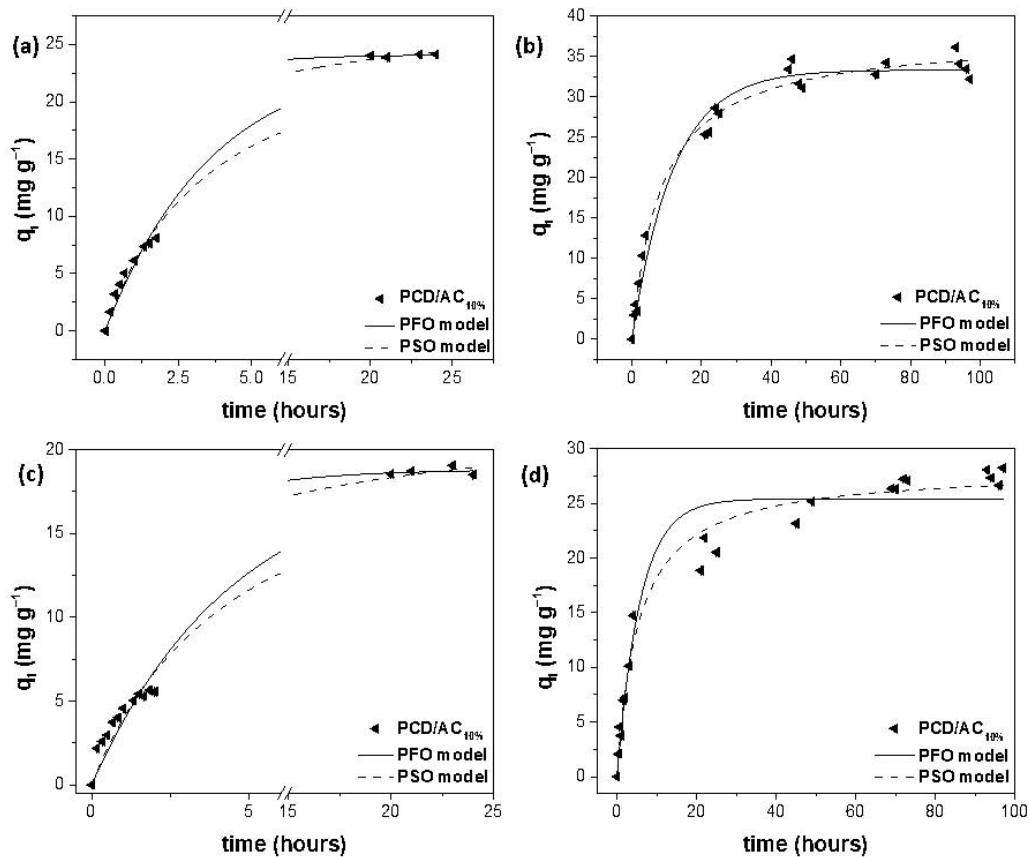 (a)
25
20
15
10
5
0
q_t (mg g⁻¹)
PCD/AC₁₀%
PFO model
PSO model
0.0 2.5 5.0 15 20 25
time (hours)
(b)
40
35
30
25
20
15
10
5
0
q_t (mg g⁻¹)
PCD/AC₁₀%
PFO model
PSO model
0 20 40 60 80 100
time (hours)
(c)
20
15
10
5
0
q_t (mg g⁻¹)
PCD/AC₁₀%
PFO model
PSO model
0 5 15 20 25
time (hours)
(d)
30
25
20
15
10
5
0
q_t (mg g⁻¹)
PCD/AC₁₀%
PFO model
PSO model
0 20 40 60 80 100
time (hours)